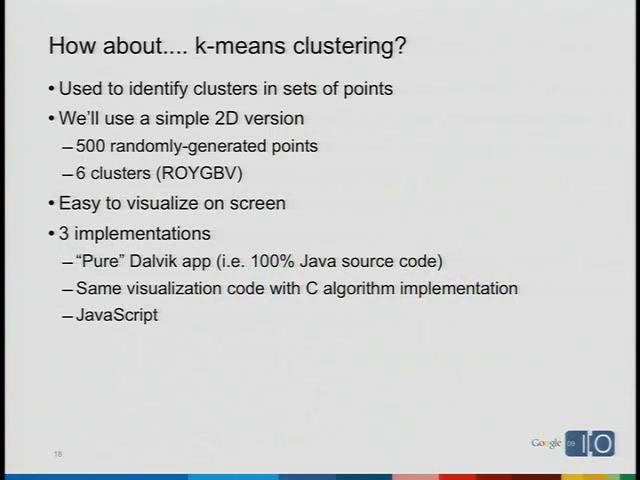 How about.... k-means clustering?
• Used to identify clusters in sets of points
• We'll use a simple 2D version
– 500 randomly-generated points
– 6 clusters (ROYGBV)
• Easy to visualize on screen
• 3 implementations
– “Pure” Dalvik app (i.e. 100% Java source code)
– Same visualization code with C algorithm implementation
– JavaScript
18
Google 09 I/O